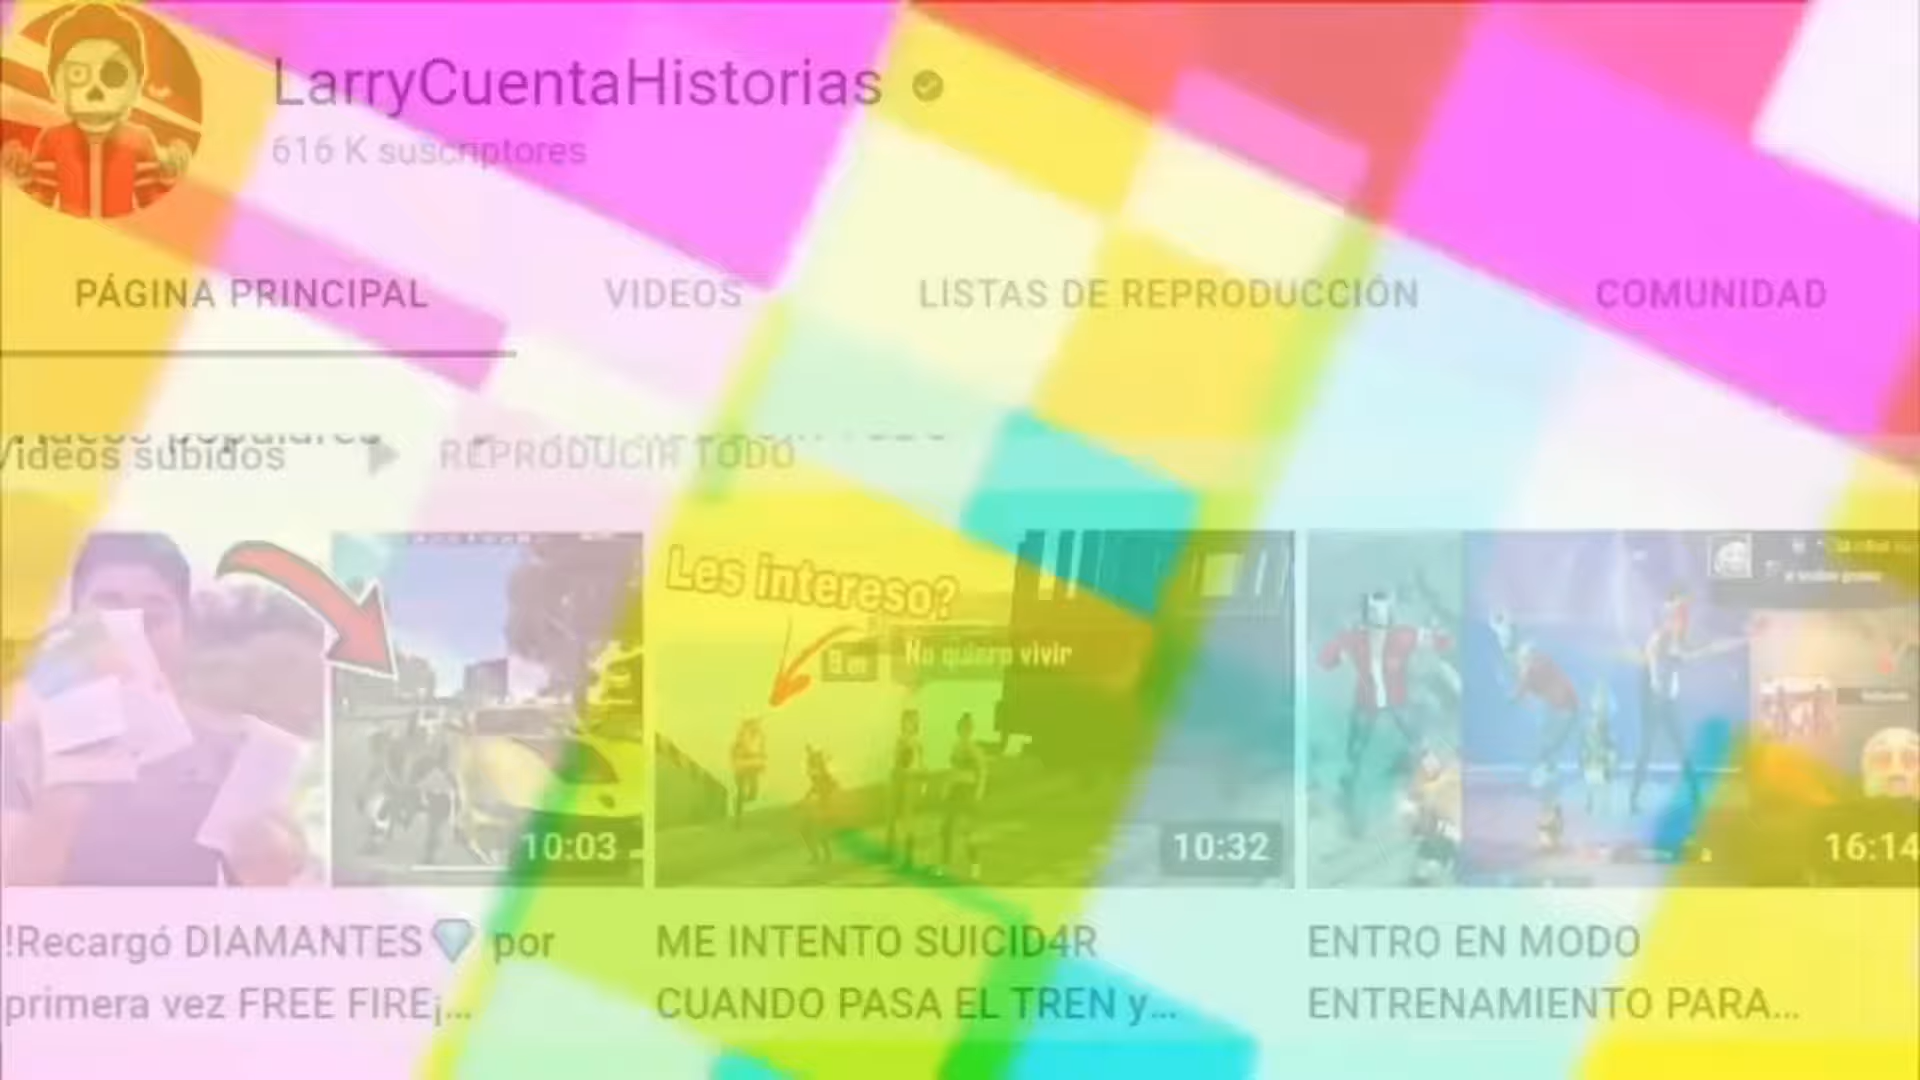 LarryCuentaHistorias
616 K suscriptores
PÁGINA PRINCIPAL VIDEOS LISTAS DE REPRODUCCIÓN COMUNIDAD
Videos populares
Videos subidos REPRODUCIR TODO
Les intereso?
No quiero vivir
10:03 10:32 16:14
!Recargó DIAMANTES💎 por ME INTENTO SUICID4R ENTRO EN MODO
primera vez FREE FIRE¡... CUANDO PASA EL TREN y... ENTRENAMIENTO PARA...